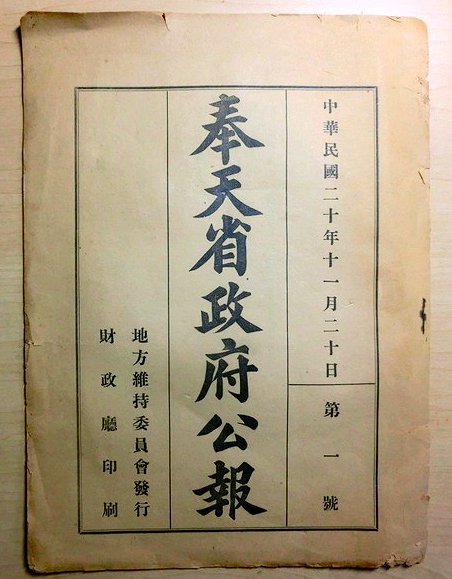 中華民國二十年十一月二十日
第一號
奉天省政府公報
地方維持委員會發行
財政廳印刷